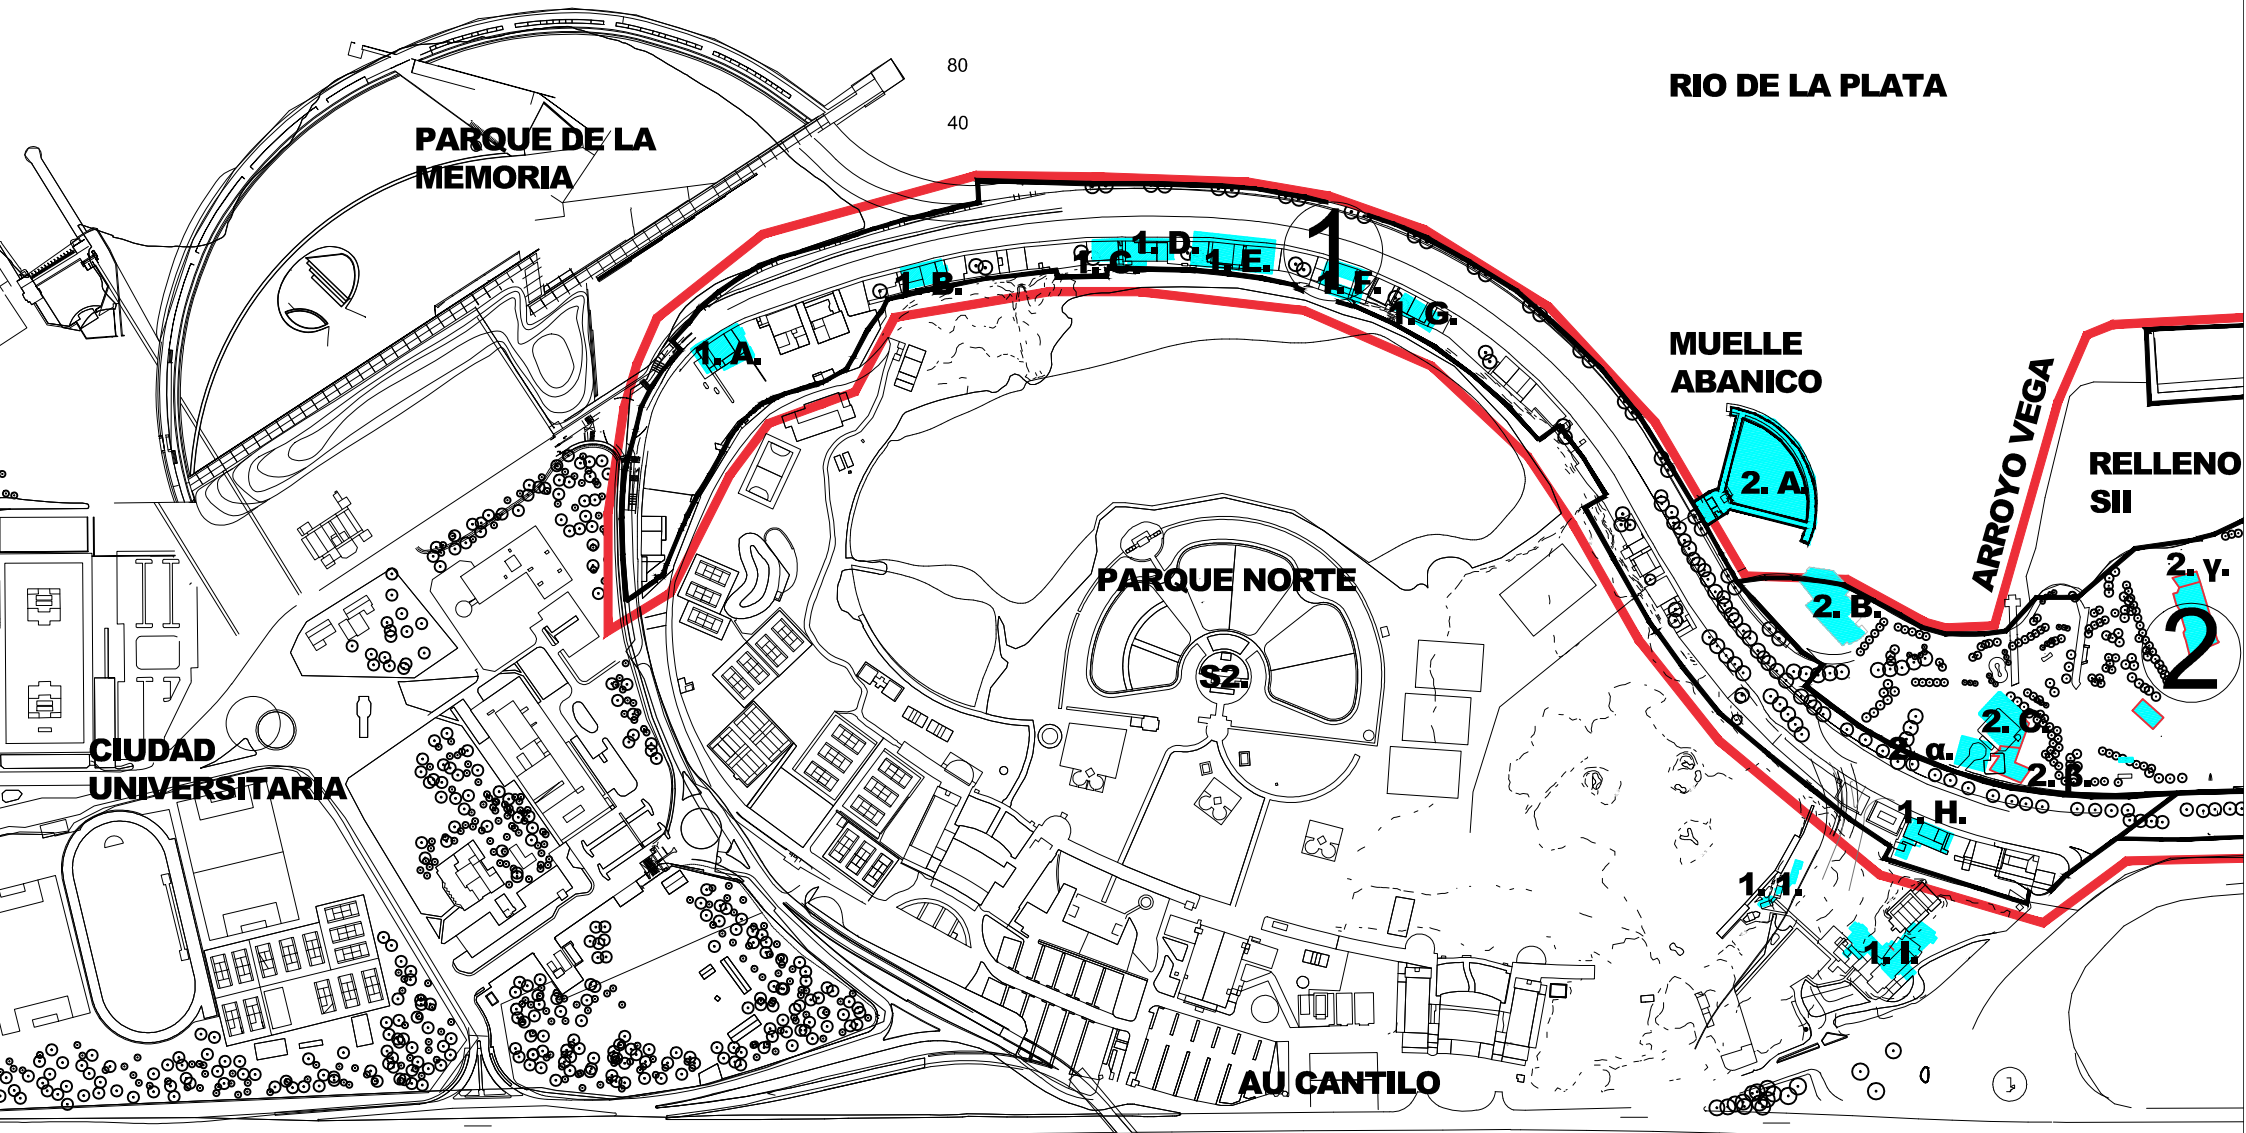 80
RIO DE LA PLATA
40
PARQUE DE LA
MEMORIA
1
1. D.
1. C.
1. E.
1. B.
1. F.
1. G.
1. A.
MUELLE
ABANICO
ARROYO VEGA
RELLENO
SII
2. A.
PARQUE NORTE
2. γ.
2. B.
2
S2.
2. C.
2. α.
2. β.
CIUDAD
UNIVERSITARIA
1. H.
1. 1.
1. I.
AU CANTILO